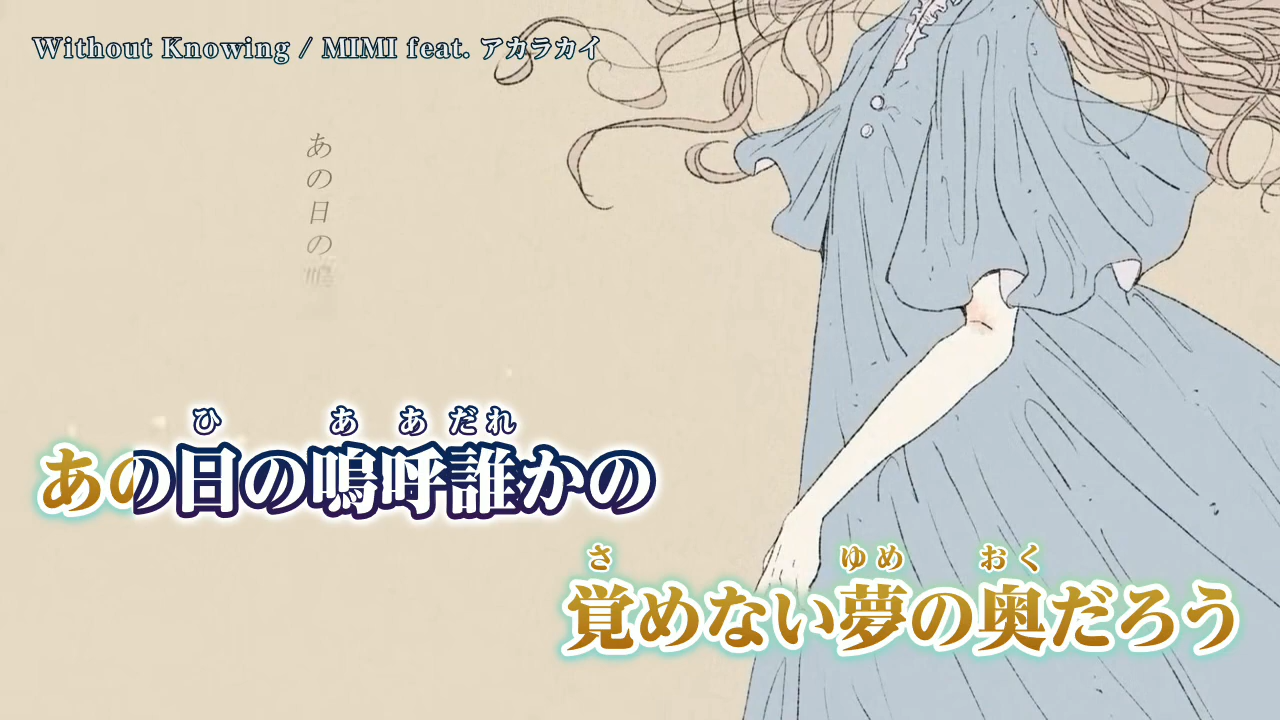 Without Knowing / MIMI feat. アカラカイ
あの日の嗚
ひ ああ だれ
あの日の嗚呼誰かの
さ ゆめ おく
覚めない夢の奥だろう